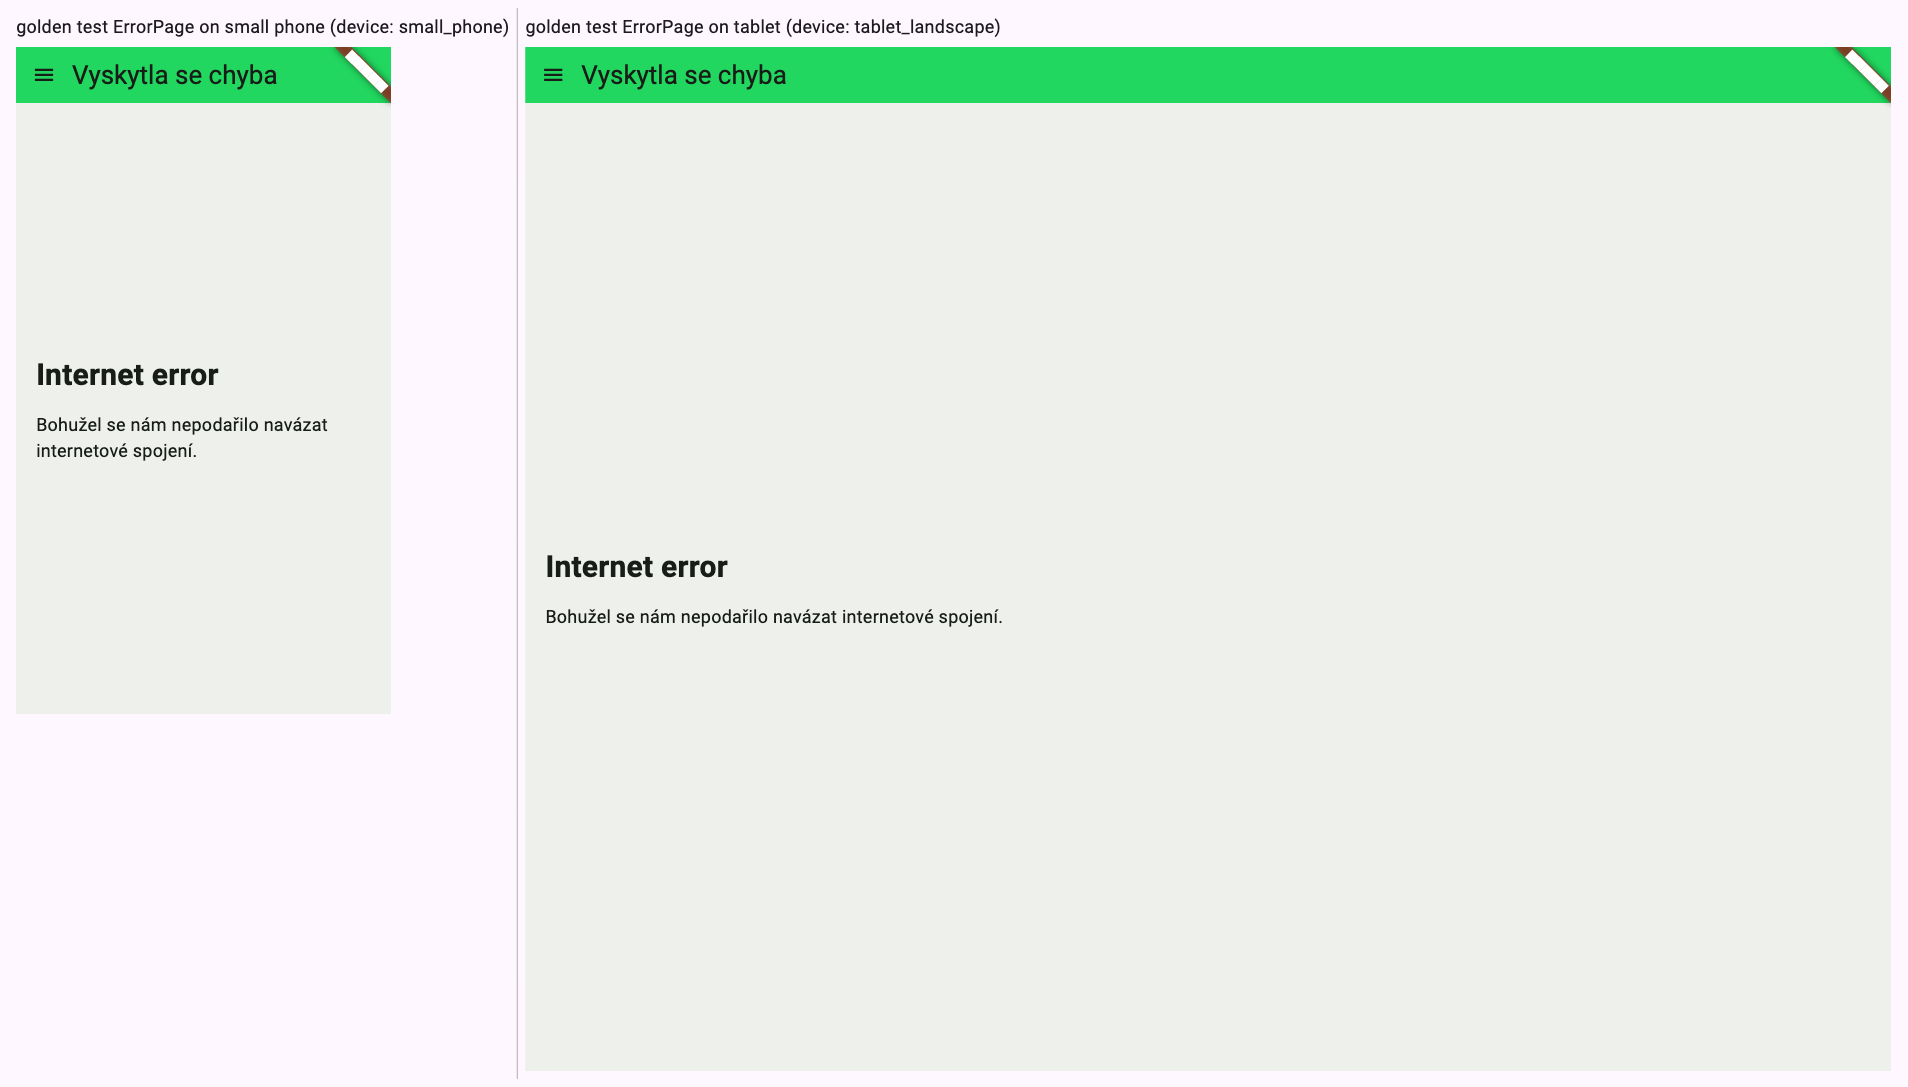 golden test ErrorPage on small phone (device: small_phone)
Vyskytla se chyba
Internet error
Bohužel se nám nepodařilo navázat
internetové spojení.
golden test ErrorPage on tablet (device: tablet_landscape)
Vyskytla se chyba
Internet error
Bohužel se nám nepodařilo navázat internetové spojení.